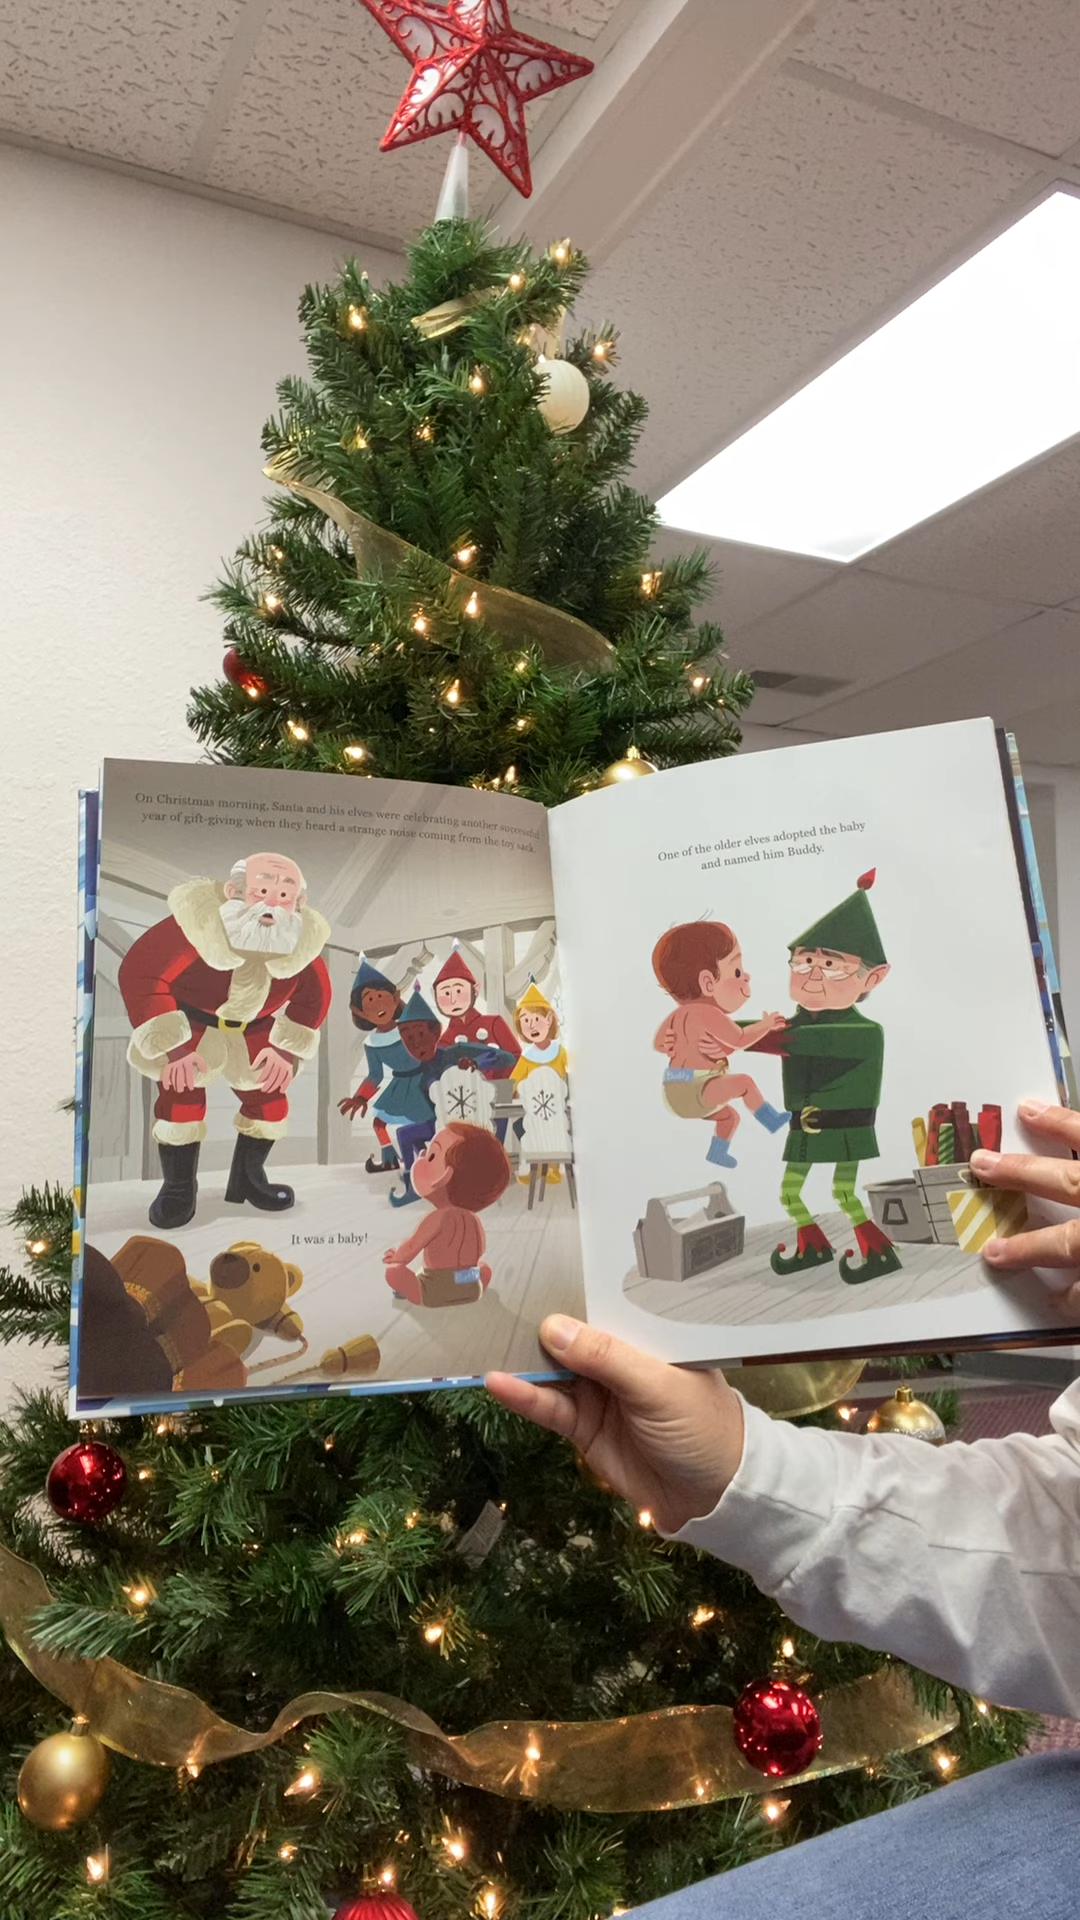 On Christmas morning, Santa and his elves were celebrating another successful
year of gift-giving when they heard a strange noise coming from the toy sack.
It was a baby!
One of the older elves adopted the baby
and named him Buddy.
Buddy